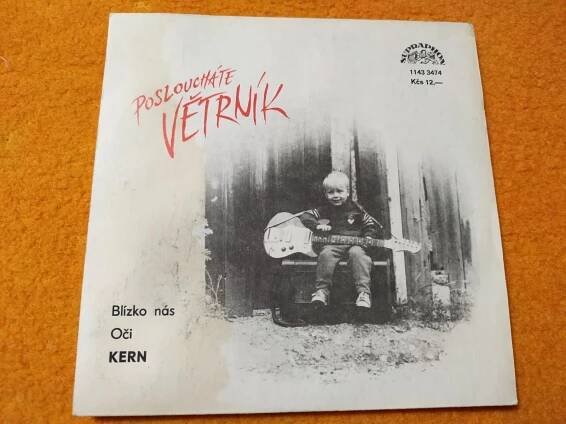 SUPRAPHON
1143 3474
Kčs 12,—
POSLOUCHÁTE
VĚTRNÍK
Blízko nás
Oči
KERN